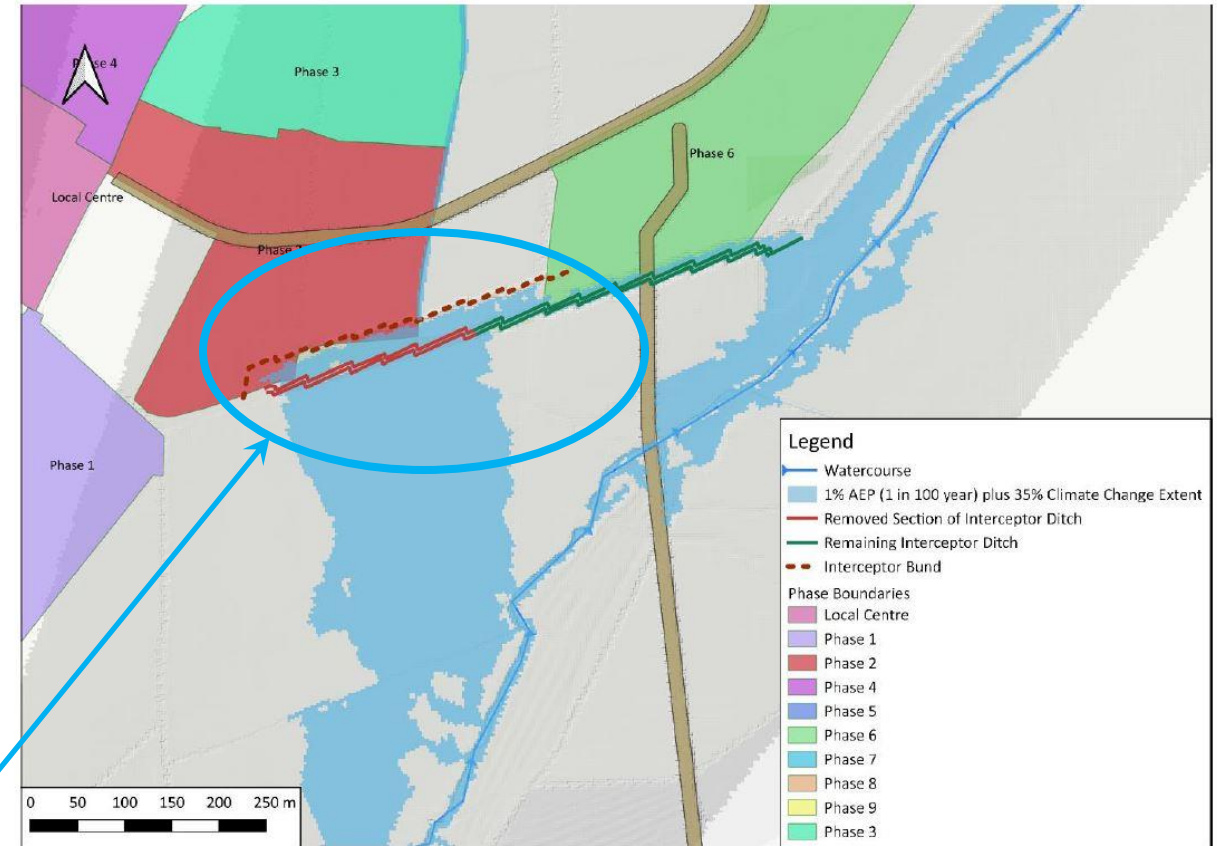 Phase 4
Phase 3
Phase 6
Local Centre
Phase 2
Phase 1
Legend
Watercourse
1% AEP (1 in 100 year) plus 35% Climate Change Extent
Removed Section of Interceptor Ditch
Remaining Interceptor Ditch
Interceptor Bund
Phase Boundaries
Local Centre
Phase 1
Phase 2
Phase 4
Phase 5
Phase 6
Phase 7
Phase 8
Phase 9
Phase 3
0 50 100 150 200 250 m